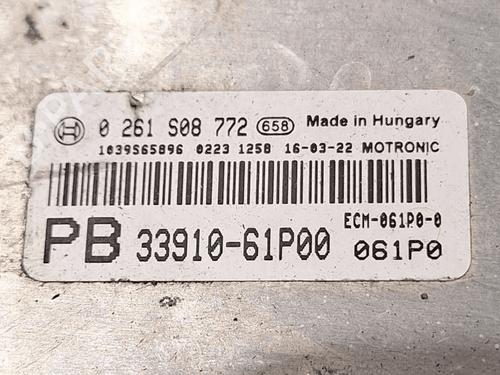 0 261 S08 772 658 Made in Hungary
1039S65896 0223 1258 16-03-22 MOTRONIC
ECM-061P0-0
PB 33910-61P00 061P0